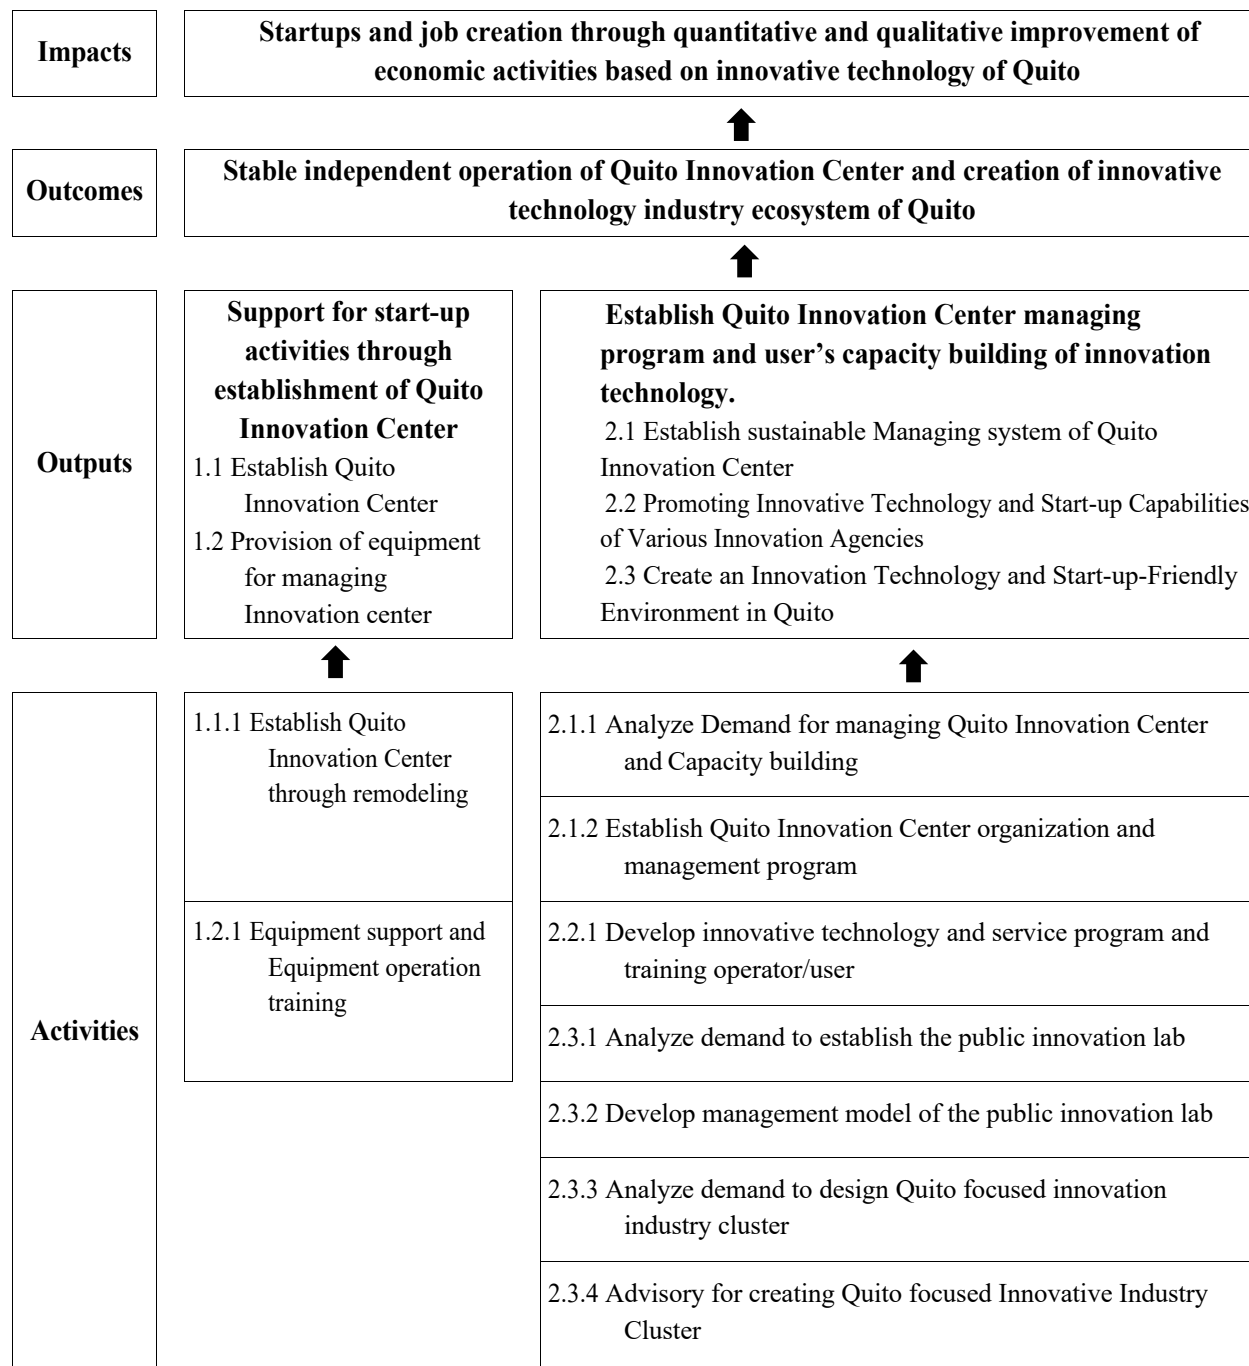 Impacts
Startups and job creation through quantitative and qualitative improvement of
economic activities based on innovative technology of Quito
Outcomes
Stable independent operation of Quito Innovation Center and creation of innovative
technology industry ecosystem of Quito
Outputs
Support for start-up
activities through
establishment of Quito
Innovation Center
1.1 Establish Quito
Innovation Center
1.2 Provision of equipment
for managing
Innovation center
Establish Quito Innovation Center managing
program and user’s capacity building of innovation
technology.
2.1 Establish sustainable Managing system of Quito
Innovation Center
2.2 Promoting Innovative Technology and Start-up Capabilities
of Various Innovation Agencies
2.3 Create an Innovation Technology and Start-up-Friendly
Environment in Quito
Activities
1.1.1 Establish Quito
Innovation Center
through remodeling
1.2.1 Equipment support and
Equipment operation
training
2.1.1 Analyze Demand for managing Quito Innovation Center
and Capacity building
2.1.2 Establish Quito Innovation Center organization and
management program
2.2.1 Develop innovative technology and service program and
training operator/user
2.3.1 Analyze demand to establish the public innovation lab
2.3.2 Develop management model of the public innovation lab
2.3.3 Analyze demand to design Quito focused innovation
industry cluster
2.3.4 Advisory for creating Quito focused Innovative Industry
Cluster